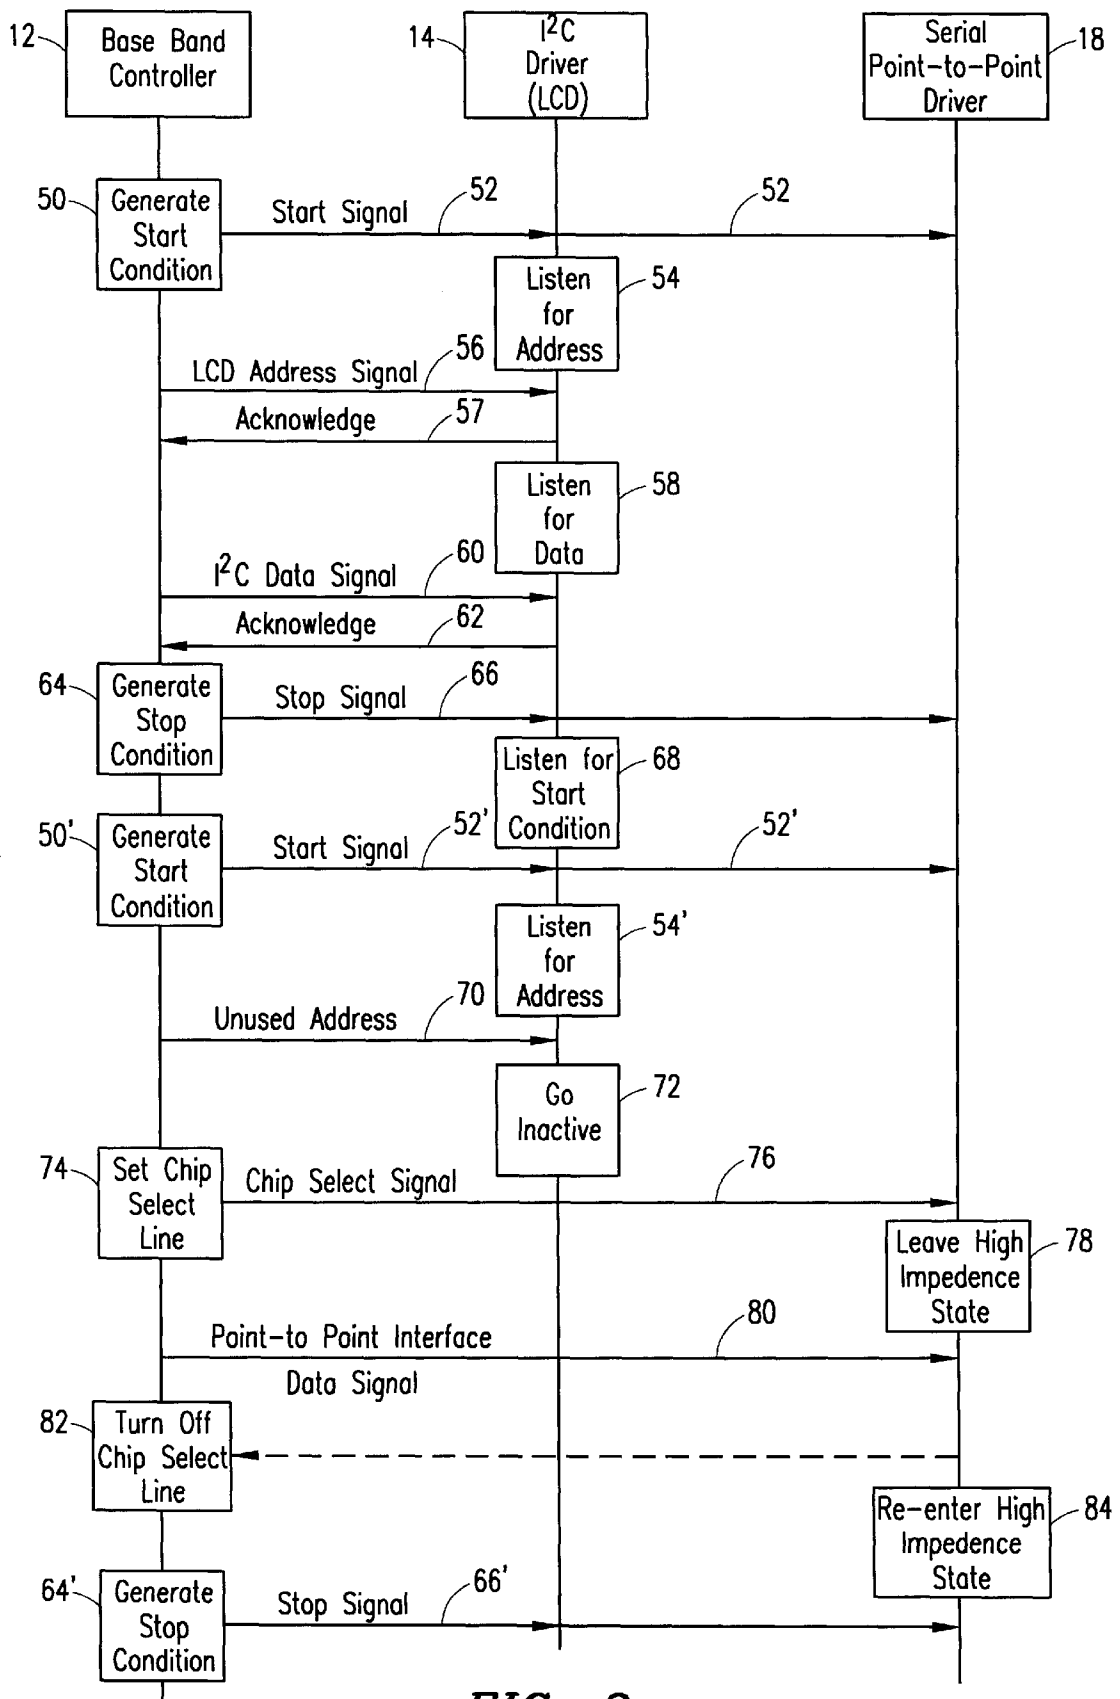 12
Base Band
Controller
14
I²C
Driver
(LCD)
Serial
Point-to-Point
Driver
18
50
Generate
Start
Condition
Start Signal
52
52
Listen
for
Address
54
LCD Address Signal
56
Acknowledge
57
Listen
for
Data
58
I²C Data Signal
60
Acknowledge
62
64
Generate
Stop
Condition
Stop Signal
66
Listen for
Start
Condition
68
50'
Generate
Start
Condition
Start Signal
52'
52'
Listen
for
Address
54'
Unused Address
70
Go
Inactive
72
74
Set Chip
Select
Line
Chip Select Signal
76
Leave High
Impedence
State
78
Point-to Point Interface
Data Signal
80
82
Turn Off
Chip Select
Line
Re-enter High
Impedence
State
84
64'
Generate
Stop
Condition
Stop Signal
66'